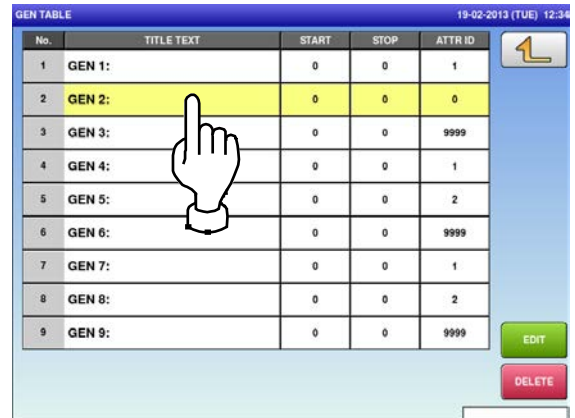 GEN TABLE 19-02-2013 (TUE) 12:34
No. TITLE TEXT START STOP ATTR ID
1 GEN 1: 0 0 1
2 GEN 2: 0 0 0
3 GEN 3: 0 0 9999
4 GEN 4: 0 0 1
5 GEN 5: 0 0 2
6 GEN 6: 0 0 9999
7 GEN 7: 0 0 1
8 GEN 8: 0 0 2
9 GEN 9: 0 0 9999
EDIT
DELETE